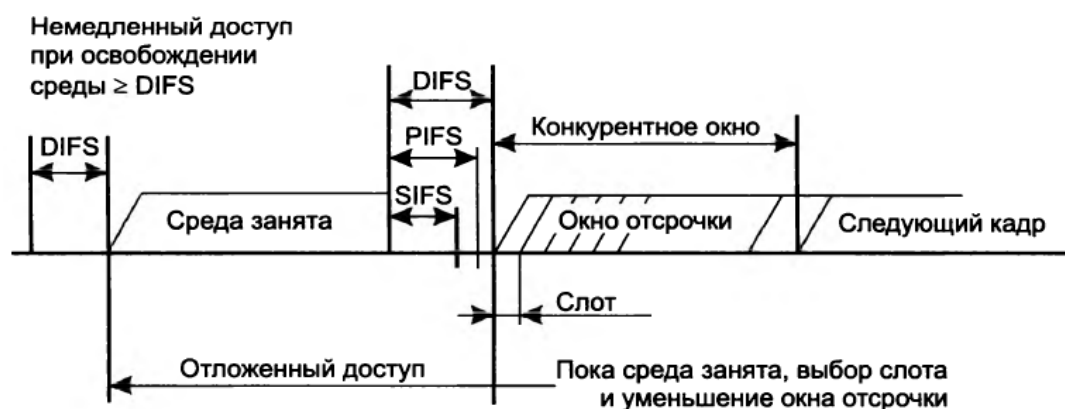 Немедленный доступ
при освобождении
среды ≥ DIFS
DIFS
DIFS
PIFS
SIFS
Конкурентное окно
Среда занята
Окно отсрочки
Следующий кадр
Слот
Отложенный доступ
Пока среда занята, выбор слота
и уменьшение окна отсрочки